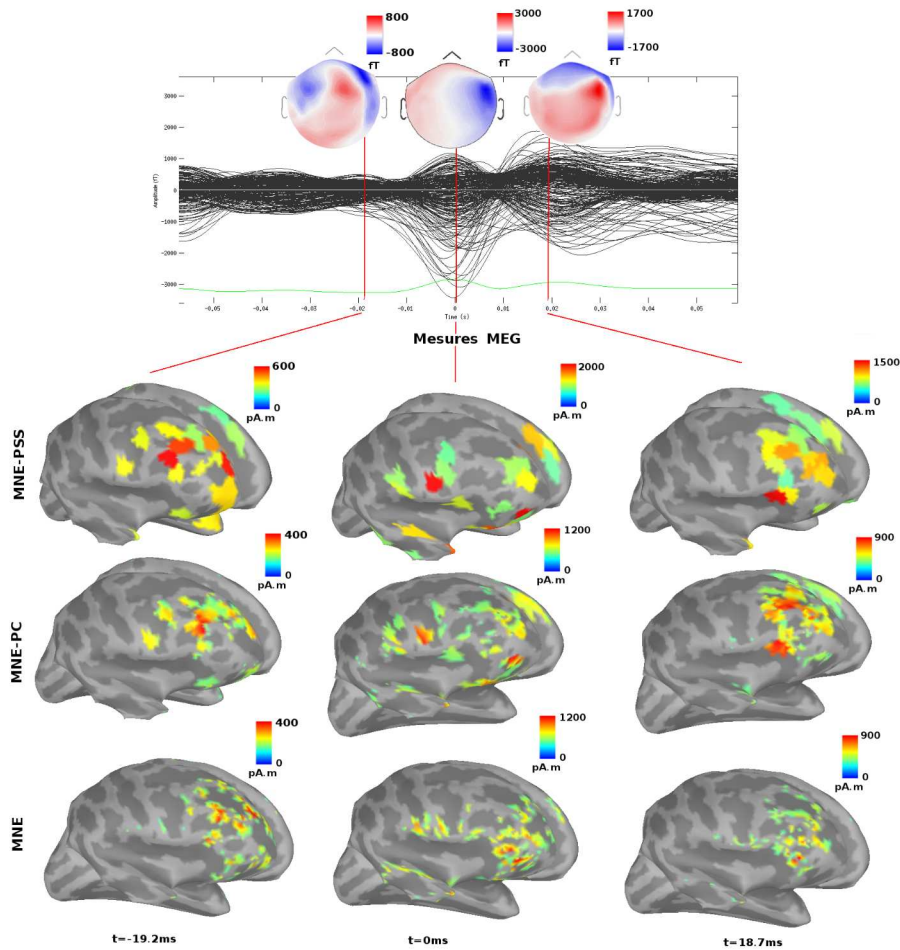 800
-800
fT
3000
-3000
fT
1700
-1700
fT
Amplitude (fT)
3000
2000
1000
0
-1000
-2000
-3000
-0.05
-0.04
-0.03
-0.02
-0.01
0
0.01
0.02
0.03
0.04
0.05
Time (s)
Mesures MEG
MNE-PSS
600
0
pA.m
2000
0
pA.m
1500
0
pA.m
MNE-PC
400
0
pA.m
1200
0
pA.m
900
0
pA.m
MNE
400
0
pA.m
1200
0
pA.m
900
0
pA.m
t=-19.2ms
t=0ms
t=18.7ms